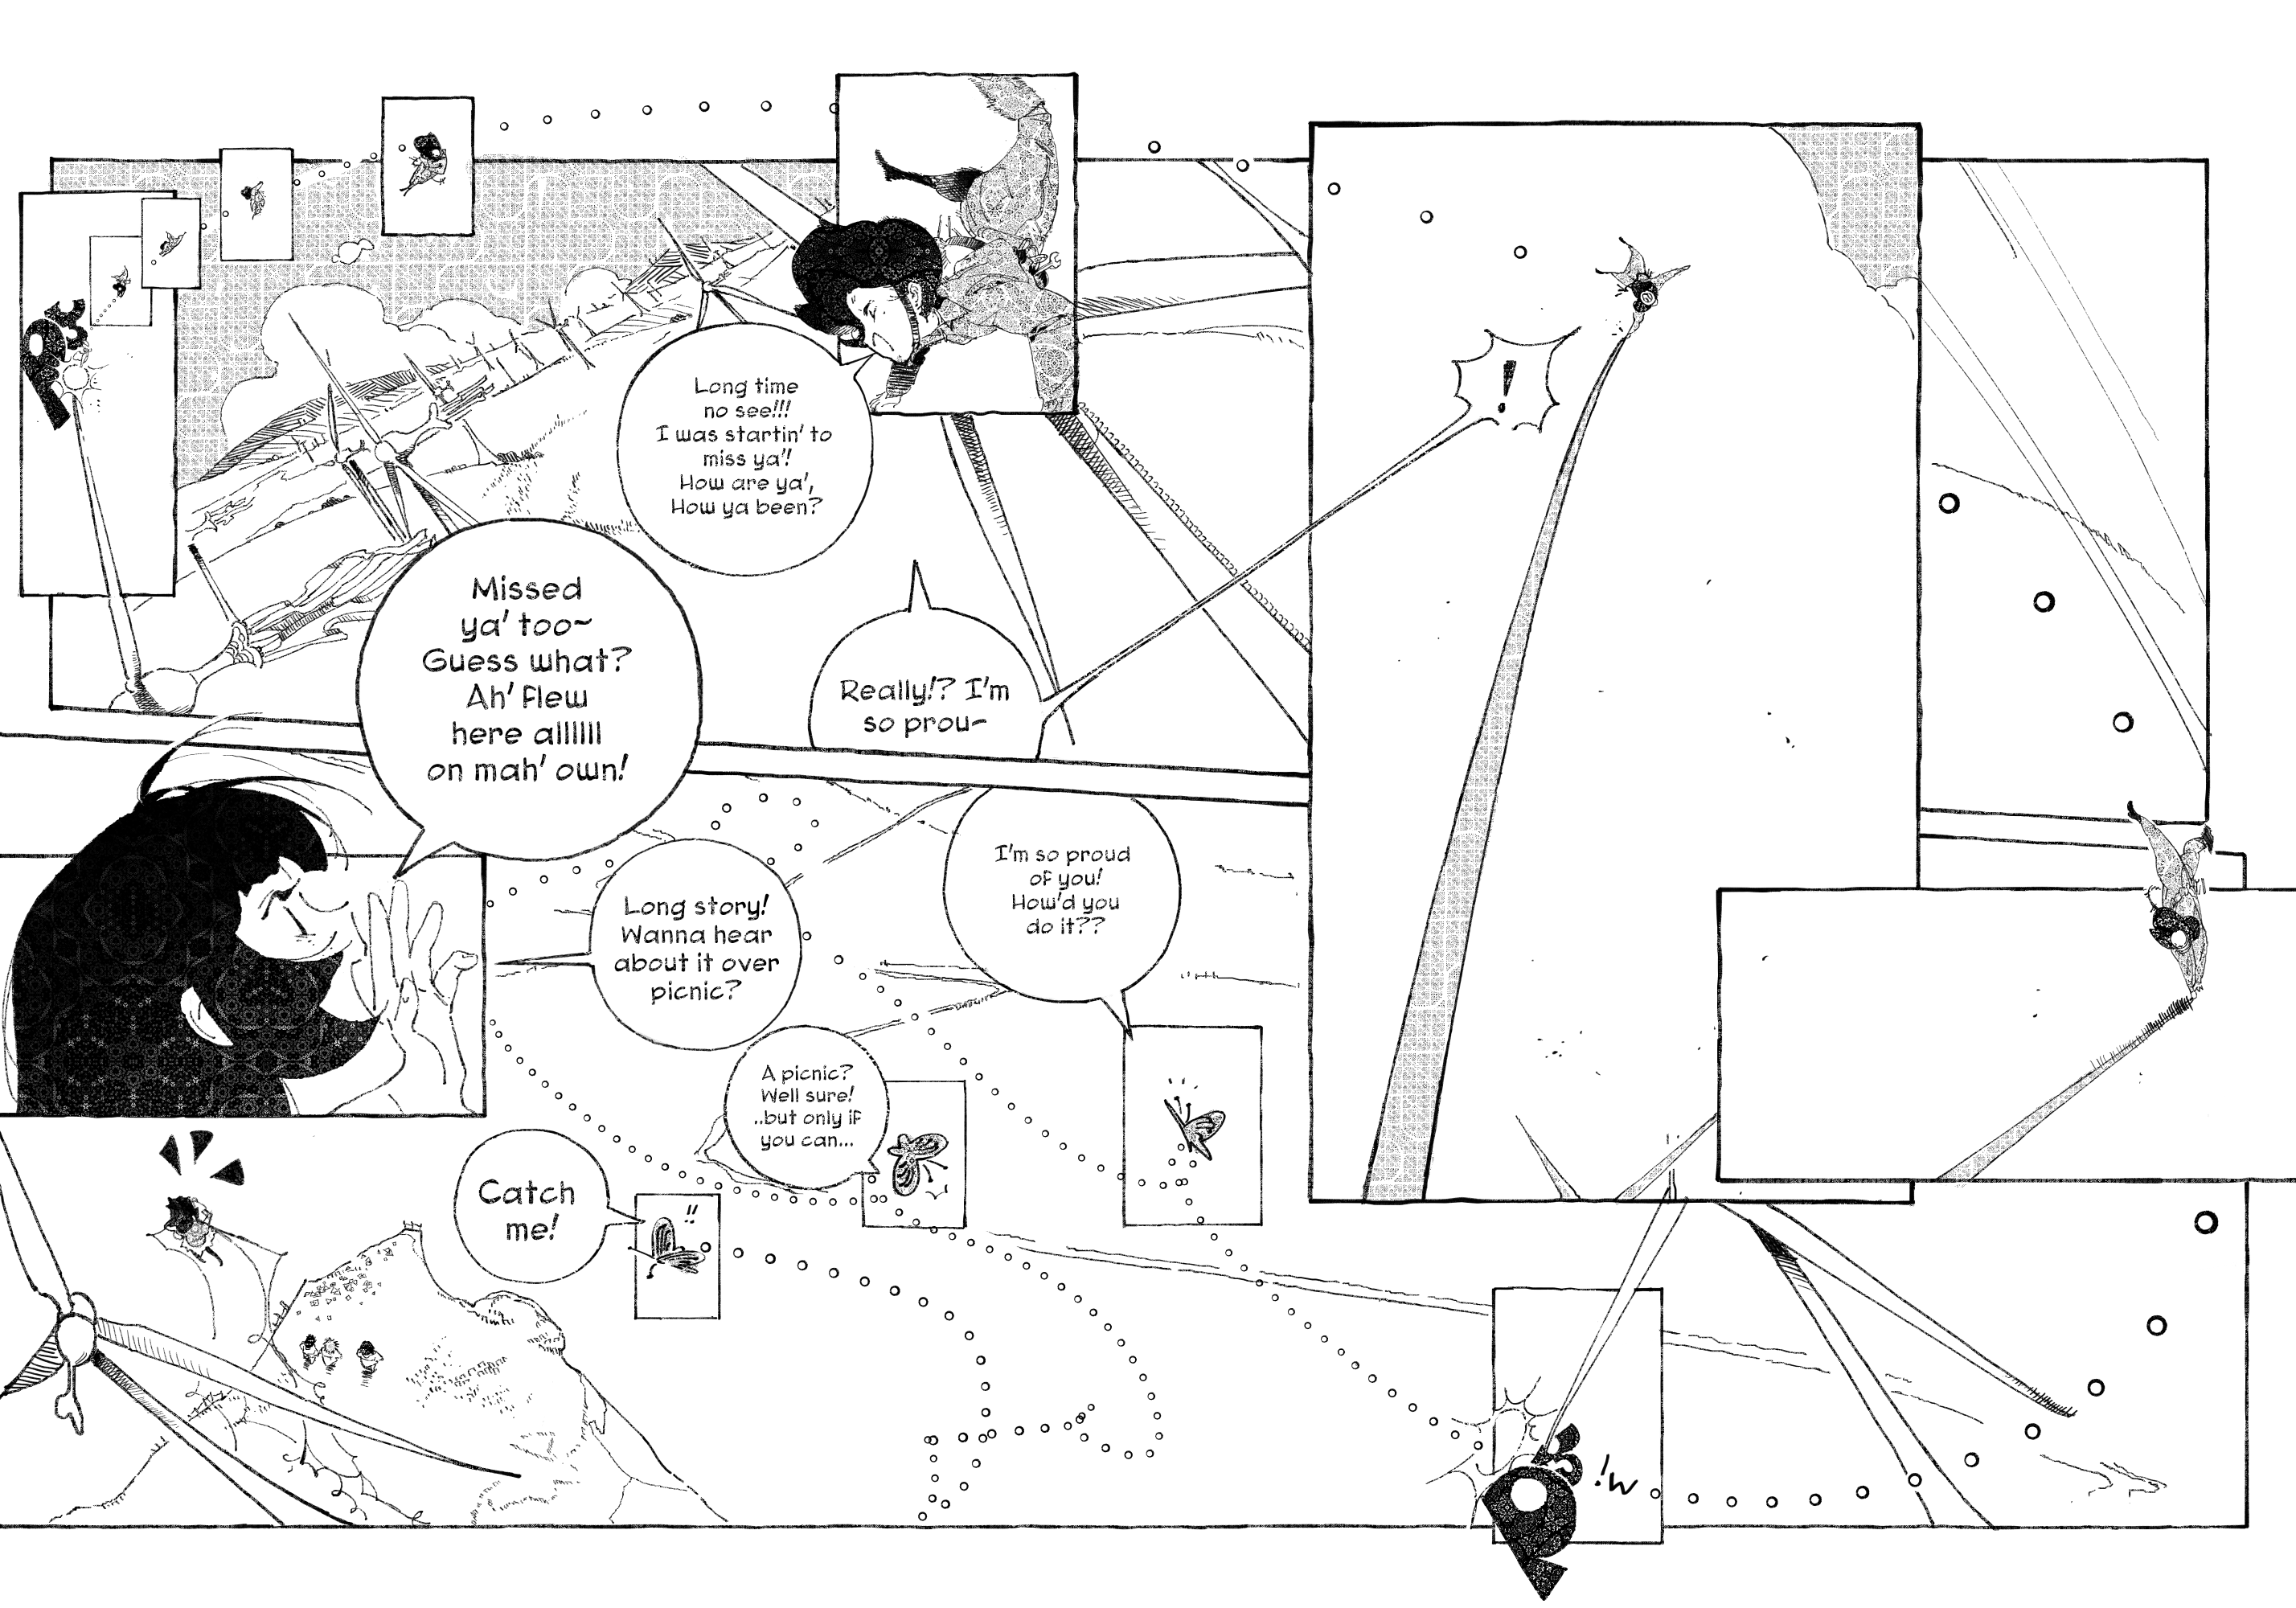 Long time
no see!!!
I was startin' to
miss ya'!
How are ya',
How ya been?
Missed
ya' too~
Guess what?
Ah' flew
here allllll
on mah' own!
Really!? I'm
so prou-
!
I'm so proud
of you!
How'd you
do it??
Long story!
Wanna hear
about it over
picnic?
A picnic?
Well sure!
..but only if
you can...
Catch
me!
!!